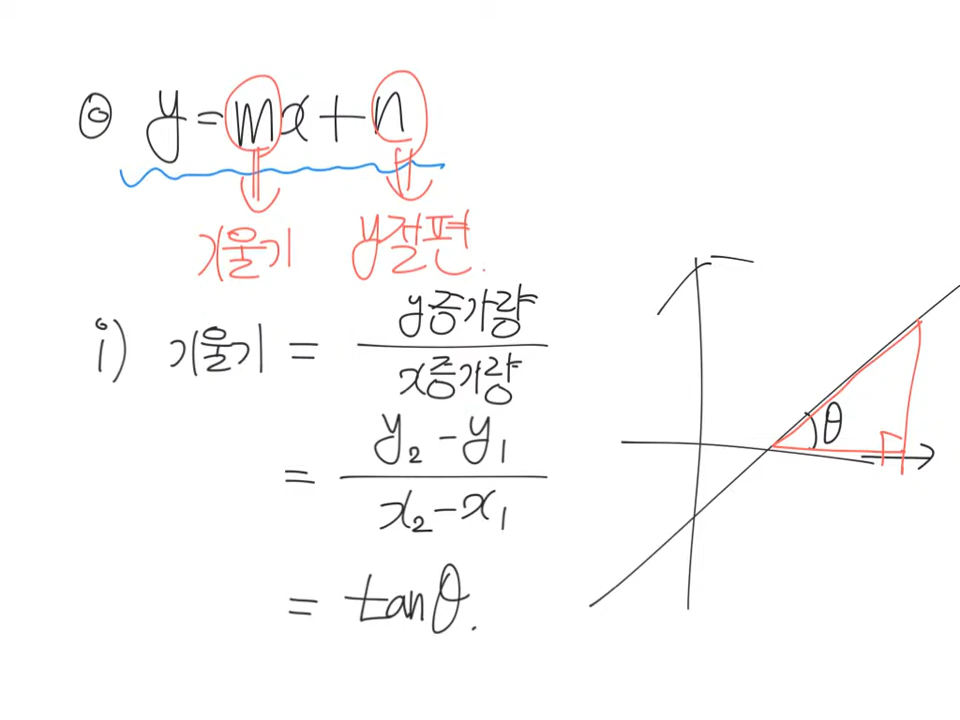 ⊙ y=mx+n
기울기 y절편.
i) 기울기 = y증가량/x증가량
= y₂-y₁/x₂-x₁
= tanθ.
θ